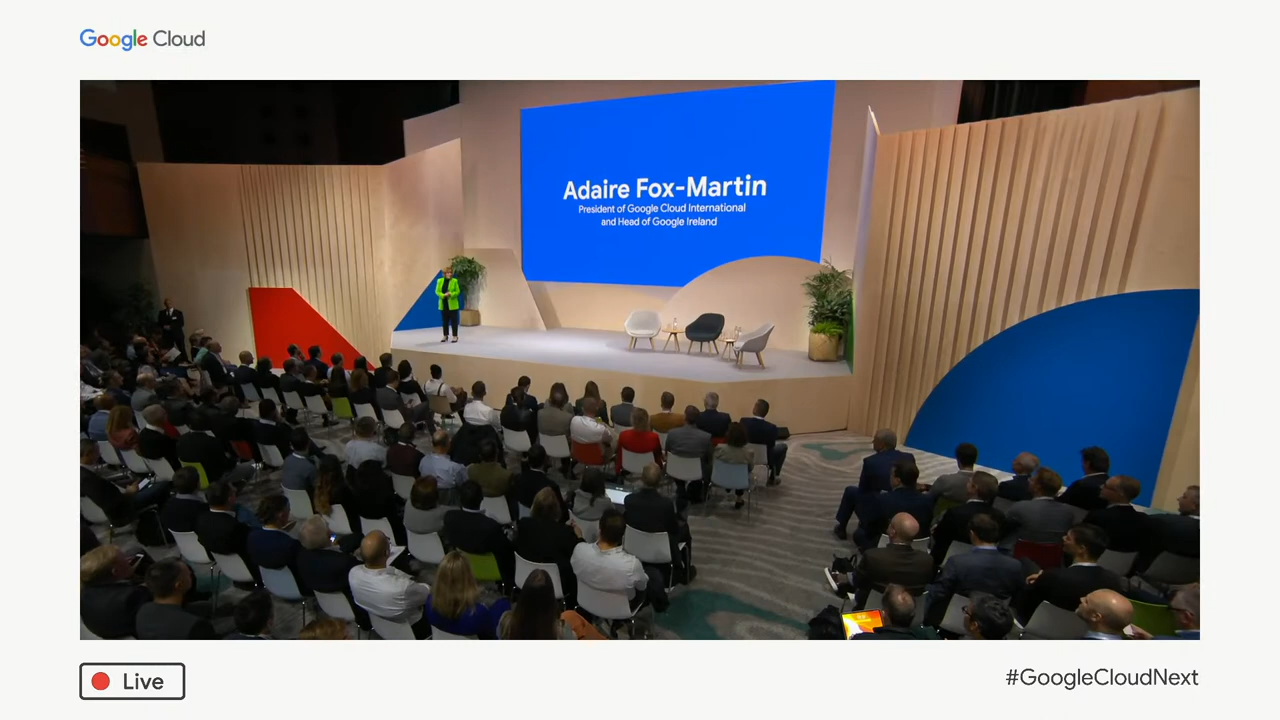 Google Cloud
Adaire Fox-Martin
President of Google Cloud International
and Head of Google Ireland
Live
#GoogleCloudNext